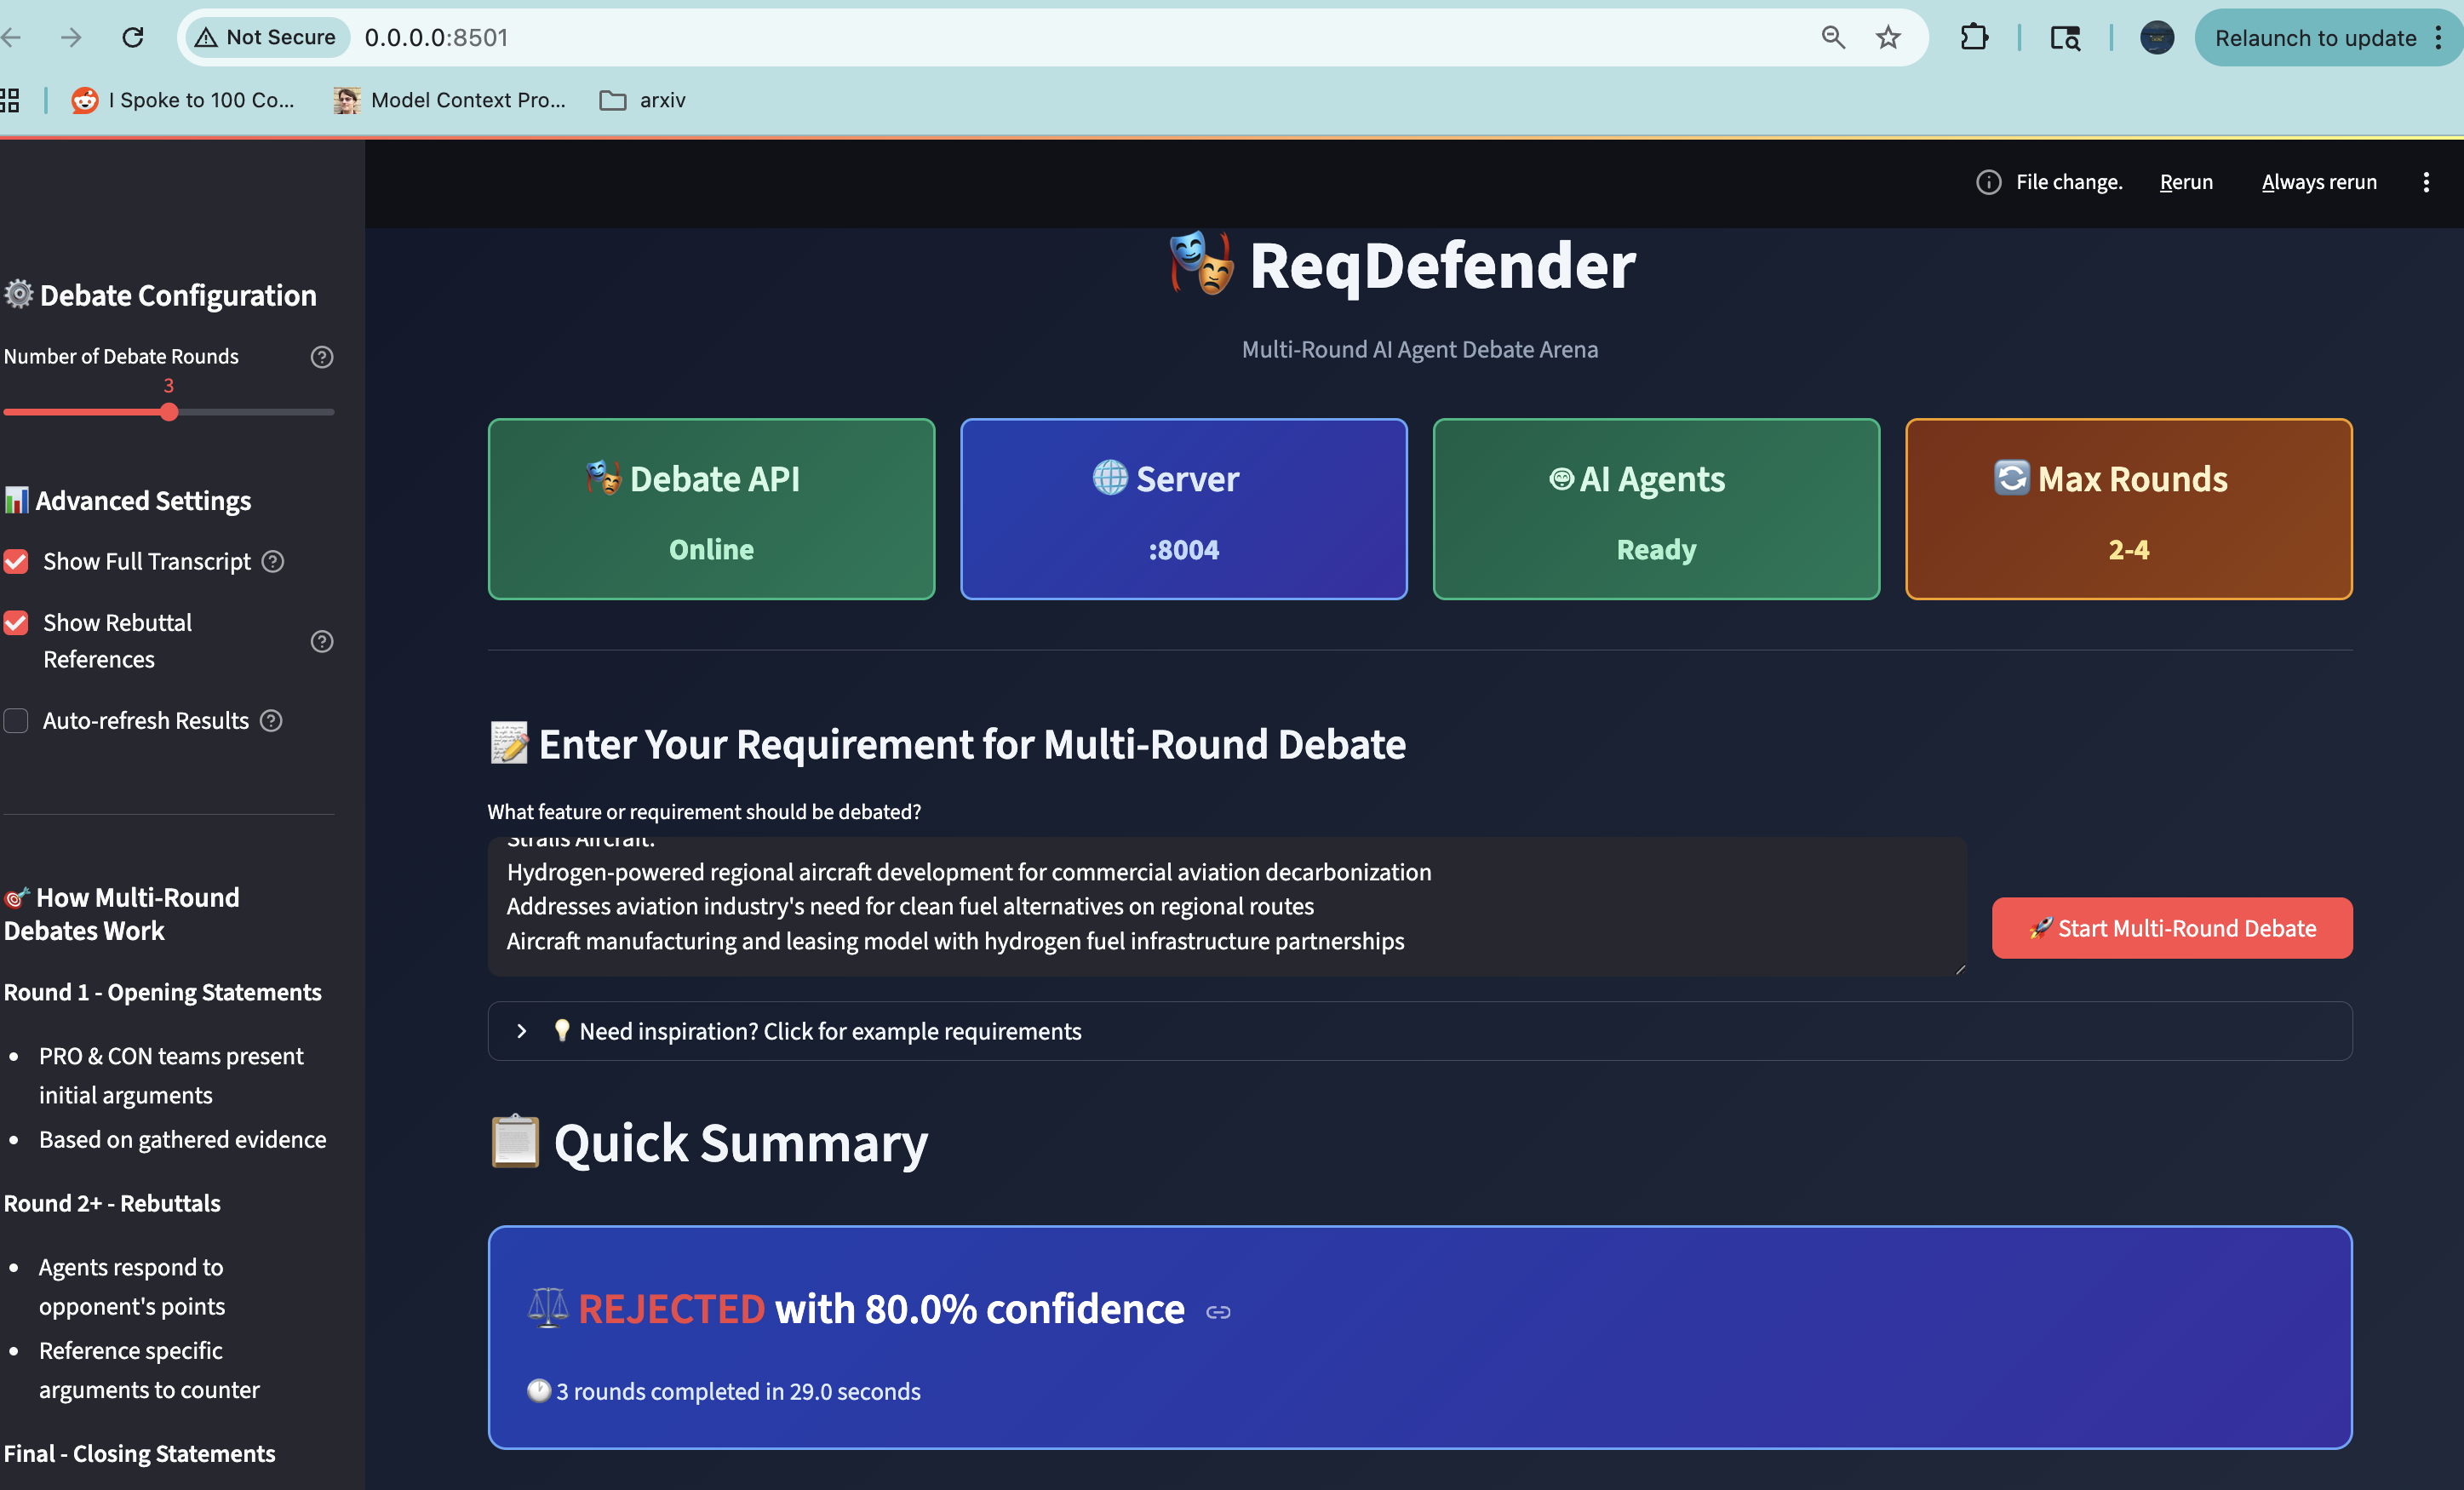 Not Secure
0.0.0.0:8501
Relaunch to update
I Spoke to 100 Co...
Model Context Pro...
arxiv
File change.
Rerun
Always rerun
Debate Configuration
Number of Debate Rounds
3
Advanced Settings
Show Full Transcript
Show Rebuttal
References
Auto-refresh Results
How Multi-Round
Debates Work
Round 1 - Opening Statements
PRO & CON teams present
initial arguments
Based on gathered evidence
Round 2+ - Rebuttals
Agents respond to
opponent's points
Reference specific
arguments to counter
Final - Closing Statements
ReqDefender
Multi-Round AI Agent Debate Arena
Debate API
Online
Server
:8004
AI Agents
Ready
Max Rounds
2-4
Enter Your Requirement for Multi-Round Debate
What feature or requirement should be debated?
Stralis Aircraft.
Hydrogen-powered regional aircraft development for commercial aviation decarbonization
Addresses aviation industry's need for clean fuel alternatives on regional routes
Aircraft manufacturing and leasing model with hydrogen fuel infrastructure partnerships
Start Multi-Round Debate
Need inspiration? Click for example requirements
Quick Summary
REJECTED with 80.0% confidence
3 rounds completed in 29.0 seconds